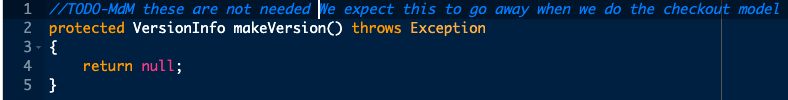 1 //TODO-MdM these are not needed We expect this to go away when we do the checkout model
2 protected VersionInfo makeVersion() throws Exception
3 {
4 return null;
5 }